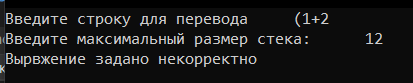 Введите строку для перевода      (1+2
Введите максимальный размер стека:      12
Вырвжение задано некорректно